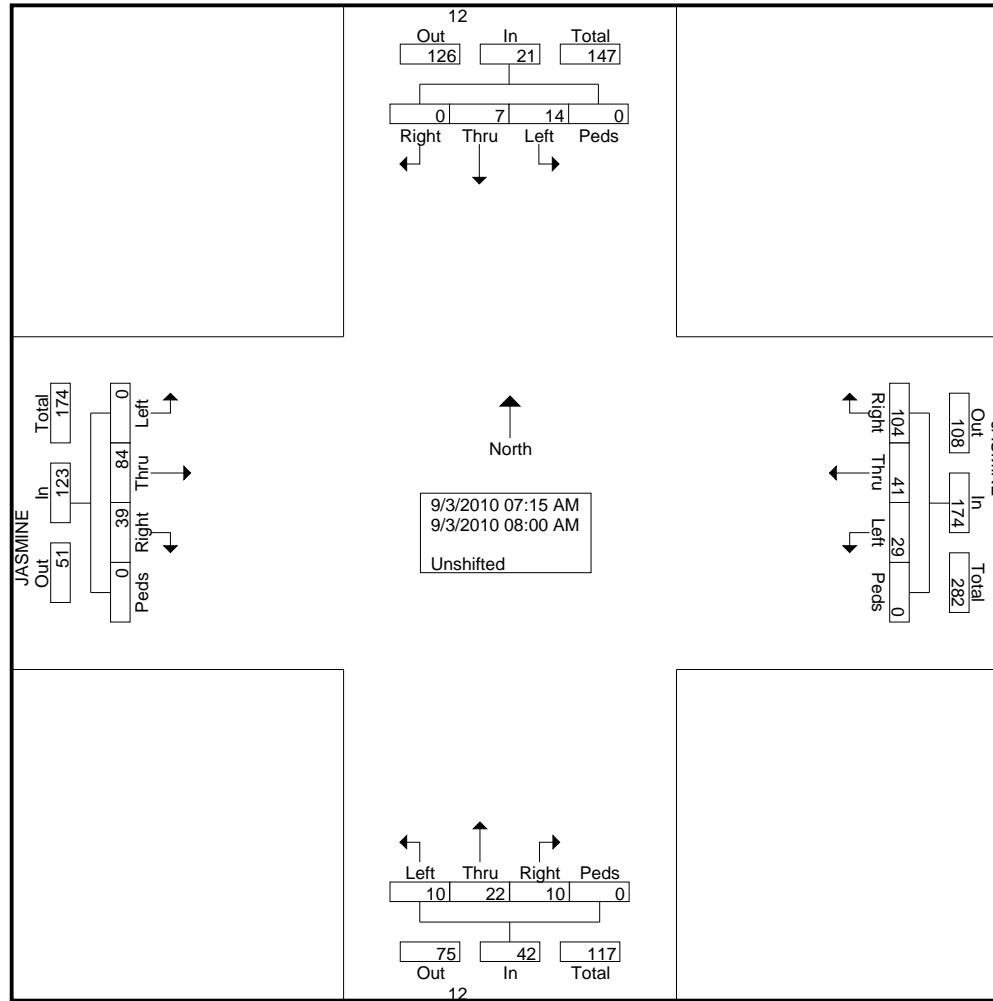 12
Out In Total
126 21 147
0 7 14 0
Right Thru Left Peds
JASMINE
Total In Out
174 123 51
0 84 39 0
Left Thru Right Peds
North
9/3/2010 07:15 AM
9/3/2010 08:00 AM
Unshifted
Right Thru Left Peds
104 41 29 0
108 174 282
Out In Total
Left Thru Right Peds
10 22 10 0
75 42 117
Out In Total
12